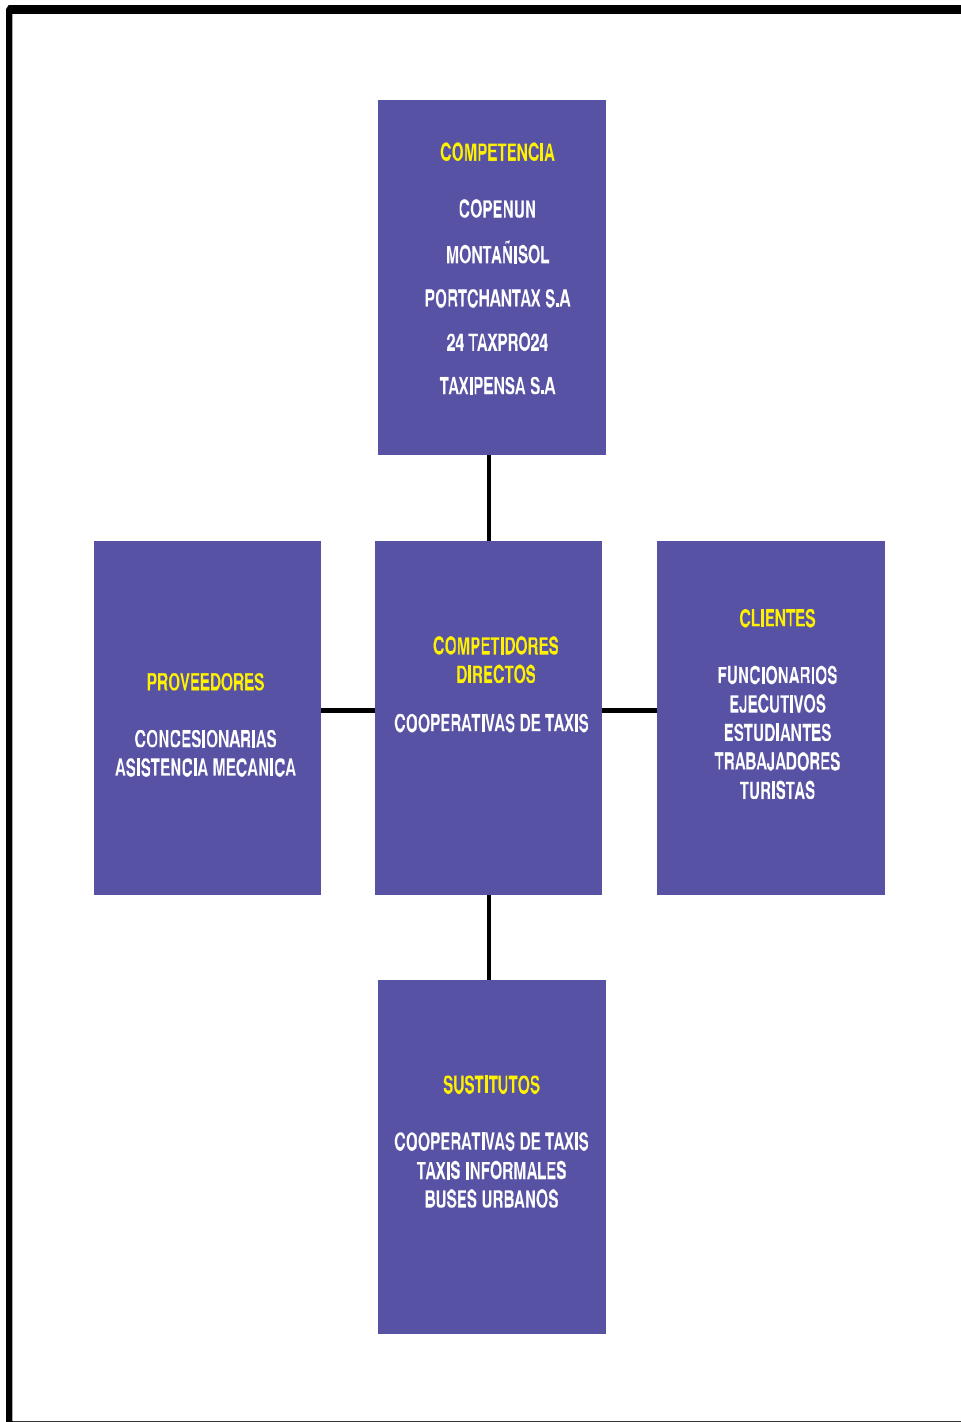 COMPETENCIA
COPENUN
MONTAÑISOL
PORTCHANTAX S.A
24 TAXPRO24
TAXIPENSA S.A
PROVEEDORES
CONCESIONARIAS
ASISTENCIA MECANICA
COMPETIDORES
DIRECTOS
COOPERATIVAS DE TAXIS
CLIENTES
FUNCIONARIOS
EJECUTIVOS
ESTUDIANTES
TRABAJADORES
TURISTAS
SUSTITUTOS
COOPERATIVAS DE TAXIS
TAXIS INFORMALES
BUSES URBANOS